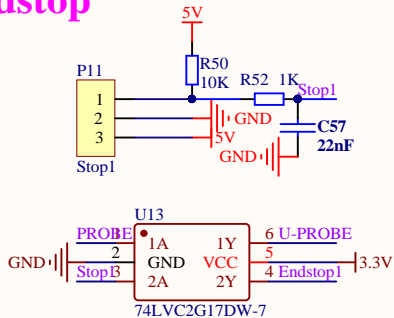 dstop
5V
P11
R50
10K
R52 1K
Stop1
1
2
3
GND
5V
C57
22nF
GND
Stop1
U13
PROBE 1 1A 1Y 6 U-PROBE
GND 2 GND VCC 5 3.3V
Stop1 3 2A 2Y 4 Endstop1
74LVC2G17DW-7